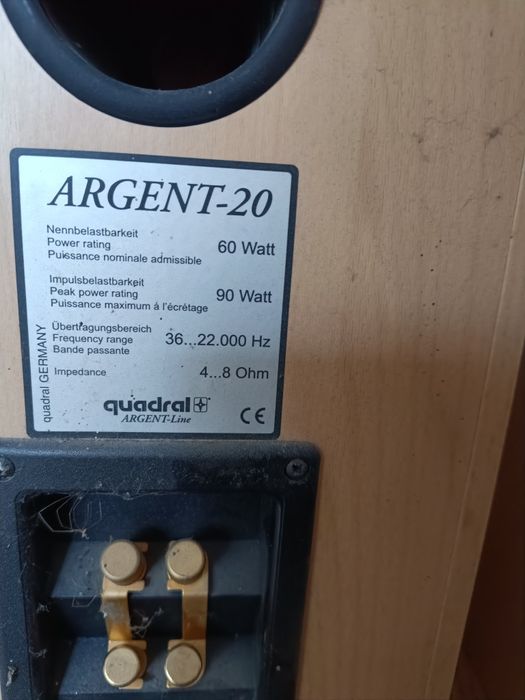 ARGENT-20
Nennbelastbarkeit
Power rating
Puissance nominale admissible
60 Watt
Impulsbelastbarkeit
Peak power rating
Puissance maximum á l'écrêtage
90 Watt
Übertragungsbereich
Frequency range
Bande passante
36...22.000 Hz
Impedance
4...8 Ohm
quadral GERMANY
quadral
ARGENT-Line
CE